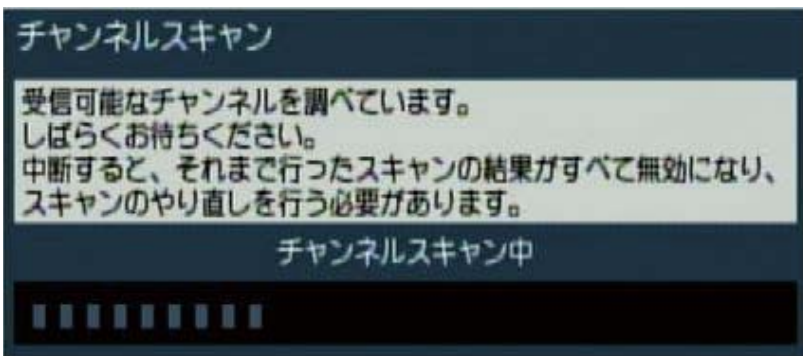 チャンネルスキャン
受信可能なチャンネルを調べています。
しばらくお待ちください。
中断すると、それまで行ったスキャンの結果がすべて無効になり、
スキャンのやり直しを行う必要があります。
チャンネルスキャン中